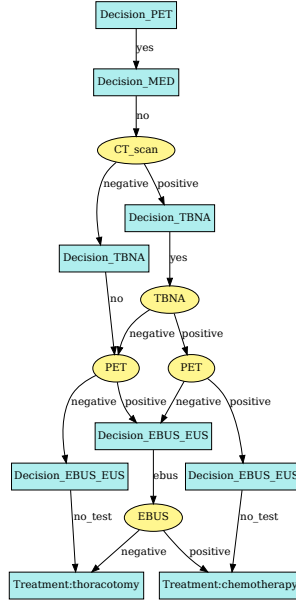 Decision_PET
yes
Decision_MED
no
CT_scan
negative
positive
Decision_TBNA
Decision_TBNA
yes
no
TBNA
negative
positive
PET
PET
negative
positive
negative
positive
Decision_EBUS_EUS
Decision_EBUS_EUS
Decision_EBUS_EUS
ebus
no_test
EBUS
no_test
negative
positive
Treatment:thoracotomy
Treatment:chemotherapy